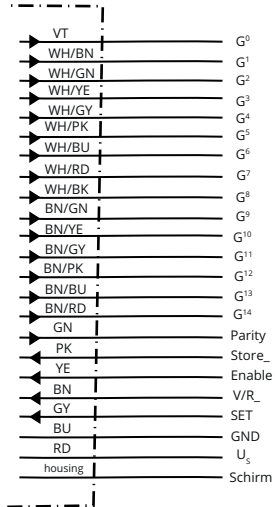 VT G⁰
WH/BN G¹
WH/GN G²
WH/YE G³
WH/GY G⁴
WH/PK G⁵
WH/BU G⁶
WH/RD G⁷
WH/BK G⁸
BN/GN G⁹
BN/YE G¹⁰
BN/GY G¹¹
BN/PK G¹²
BN/BU G¹³
BN/RD G¹⁴
GN Parity
PK Store_
YE Enable
BN V/R_
GY SET
BU GND
RD Uₛ
housing Schirm